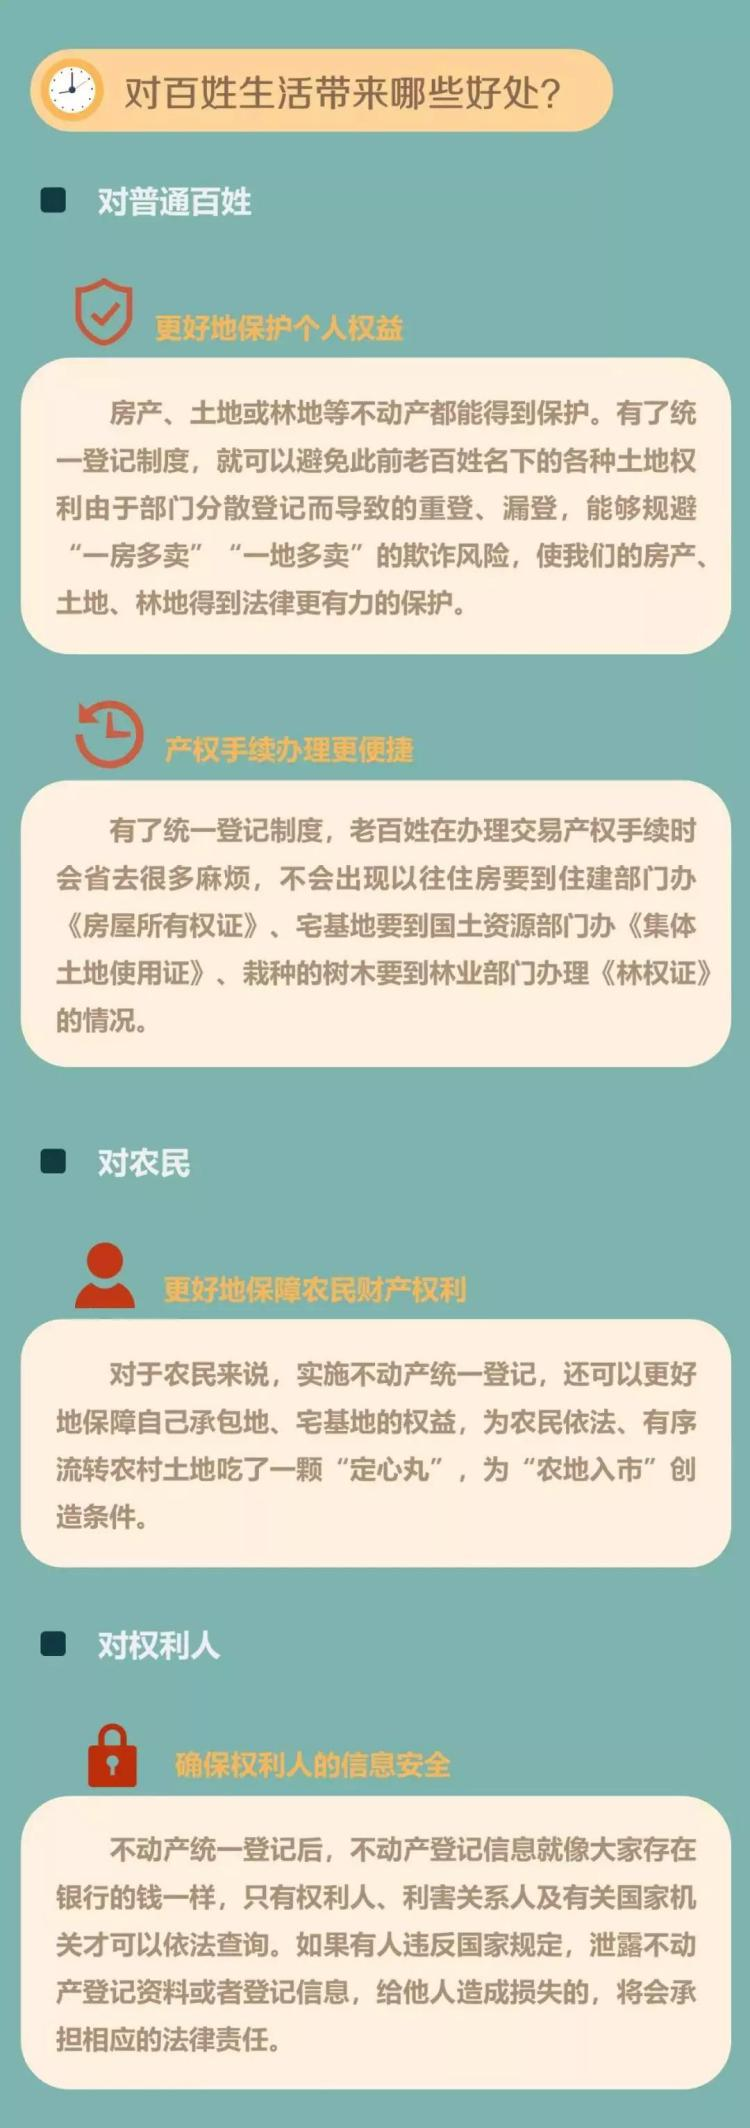 对百姓生活带来哪些好处?
对普通百姓
更好地保护个人权益
房产、土地或林地等不动产都能得到保护。有了统
一登记制度，就可以避免此前老百姓名下的各种土地权
利由于部门分散登记而导致的重登、漏登，能够规避
“一房多卖”“一地多卖”的欺诈风险，使我们的房产、
土地、林地得到法律更有力的保护。
产权手续办理更便捷
有了统一登记制度，老百姓在办理交易产权手续时
会省去很多麻烦，不会出现以往住房要到住建部门办
《房屋所有权证》、宅基地要到国土资源部门办《集体
土地使用证》、栽种的树木要到林业部门办理《林权证》
的情况。
对农民
更好地保障农民财产权利
对于农民来说，实施不动产统一登记，还可以更好
地保障自己承包地、宅基地的权益，为农民依法、有序
流转农村土地吃了一颗“定心丸”，为“农地入市”创
造条件。
对权利人
确保权利人的信息安全
不动产统一登记后，不动产登记信息就像大家存在
银行的钱一样，只有权利人、利害关系人及有关国家机
关才可以依法查询。如果有人违反国家规定，泄露不动
产登记资料或者登记信息，给他人造成损失的，将会承
担相应的法律责任。